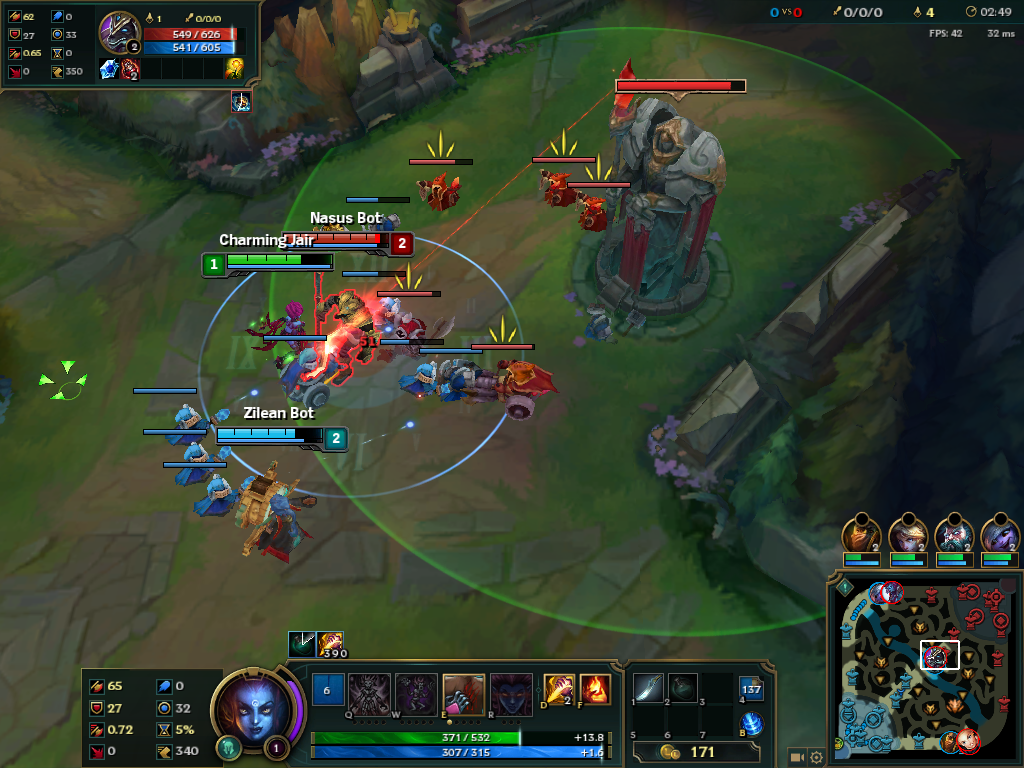 62 0
27 33
0.65 0
0 350
1 0/0/0
549 / 626
541 / 605
2
2
0 vs 0 0/0/0 4 02:49
FPS: 42 32 ms
Nasus Bot
2
Charming Jair
1
51
Zilean Bot
2
2 2 2 2
390
65 0
27 32
0.72 5%
0 340
1
6
Q W E R D 2 F
371 / 532 +13.8
307 / 315 +1.6
1 2 3 137
4
5 6 7 B
171